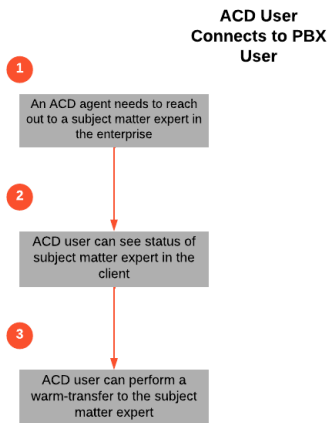 ACD User
Connects to PBX
User
1
An ACD agent needs to reach
out to a subject matter expert in
the enterprise
2
ACD user can see status of
subject matter expert in the
client
3
ACD user can perform a
warm-transfer to the subject
matter expert